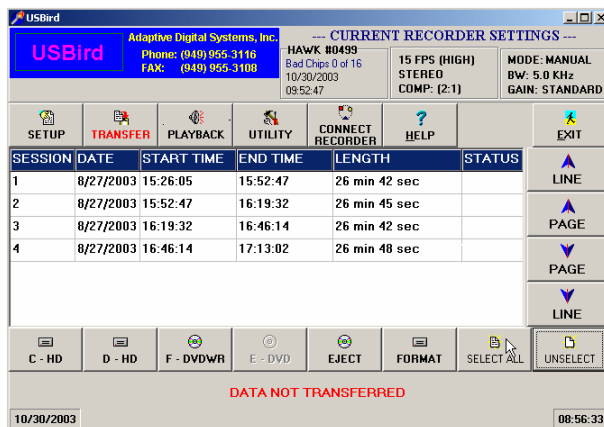 USBird
USBird
Adaptive Digital Systems, Inc.
Phone: (949) 955-3116
FAX: (949) 955-3108
--- CURRENT RECORDER SETTINGS ---
HAWK #0499
Bad Chips 0 of 16
10/30/2003
09:52:47
15 FPS (HIGH)
STEREO
COMP: (2:1)
MODE: MANUAL
BW: 5.0 KHz
GAIN: STANDARD
SETUP
TRANSFER
PLAYBACK
UTILITY
CONNECT RECORDER
HELP
EXIT
SESSION DATE START TIME END TIME LENGTH STATUS
1 8/27/2003 15:26:05 15:52:47 26 min 42 sec
2 8/27/2003 15:52:47 16:19:32 26 min 45 sec
3 8/27/2003 16:19:32 16:46:14 26 min 42 sec
4 8/27/2003 16:46:14 17:13:02 26 min 48 sec
LINE
PAGE
PAGE
LINE
C - HD
D - HD
F - DVDWR
E - DVD
EJECT
FORMAT
SELECT ALL
UNSELECT
DATA NOT TRANSFERRED
10/30/2003
08:56:33